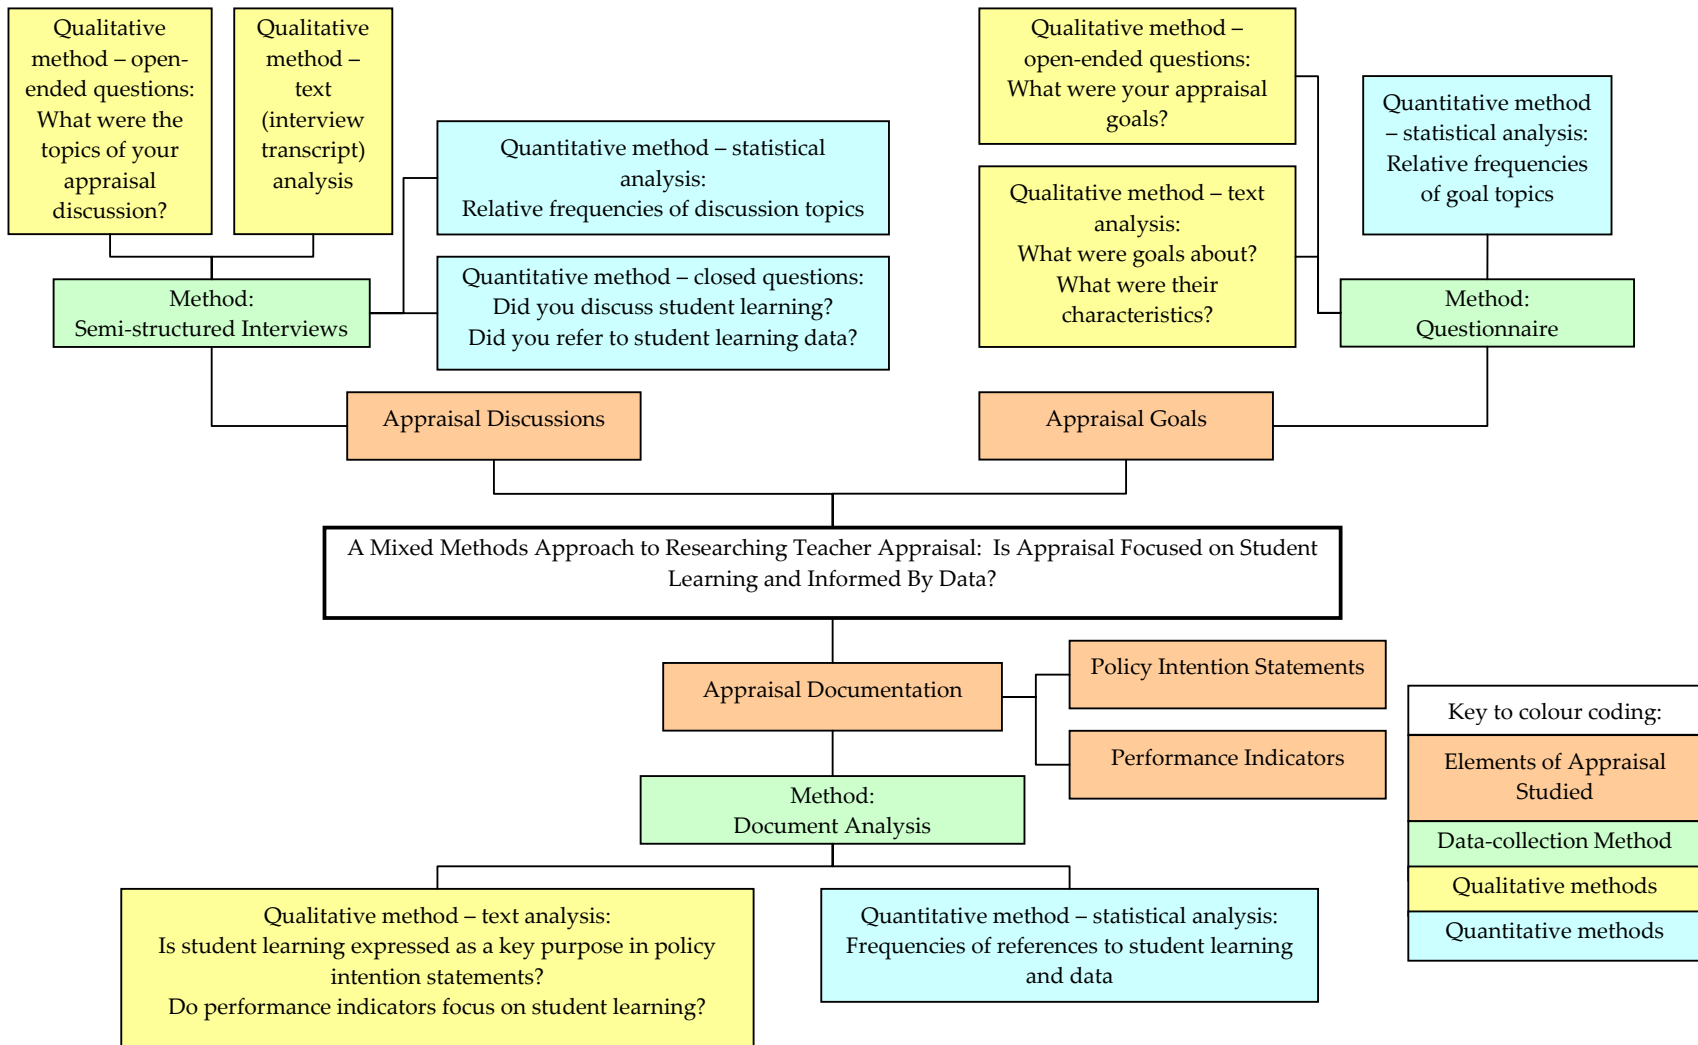 Qualitative
method – open-
ended questions:
What were the
topics of your
appraisal
discussion?
Qualitative
method –
text
(interview
transcript)
analysis
Quantitative method – statistical
analysis:
Relative frequencies of discussion topics
Quantitative method – closed questions:
Did you discuss student learning?
Did you refer to student learning data?
Method:
Semi-structured Interviews
Appraisal Discussions
Qualitative method –
open-ended questions:
What were your appraisal
goals?
Qualitative method – text
analysis:
What were goals about?
What were their
characteristics?
Quantitative method
– statistical analysis:
Relative frequencies
of goal topics
Method:
Questionnaire
Appraisal Goals
A Mixed Methods Approach to Researching Teacher Appraisal:  Is Appraisal Focused on Student
Learning and Informed By Data?
Appraisal Documentation
Policy Intention Statements
Performance Indicators
Method:
Document Analysis
Qualitative method – text analysis:
Is student learning expressed as a key purpose in policy
intention statements?
Do performance indicators focus on student learning?
Quantitative method – statistical analysis:
Frequencies of references to student learning
and data
Key to colour coding:
Elements of Appraisal
Studied
Data-collection Method
Qualitative methods
Quantitative methods